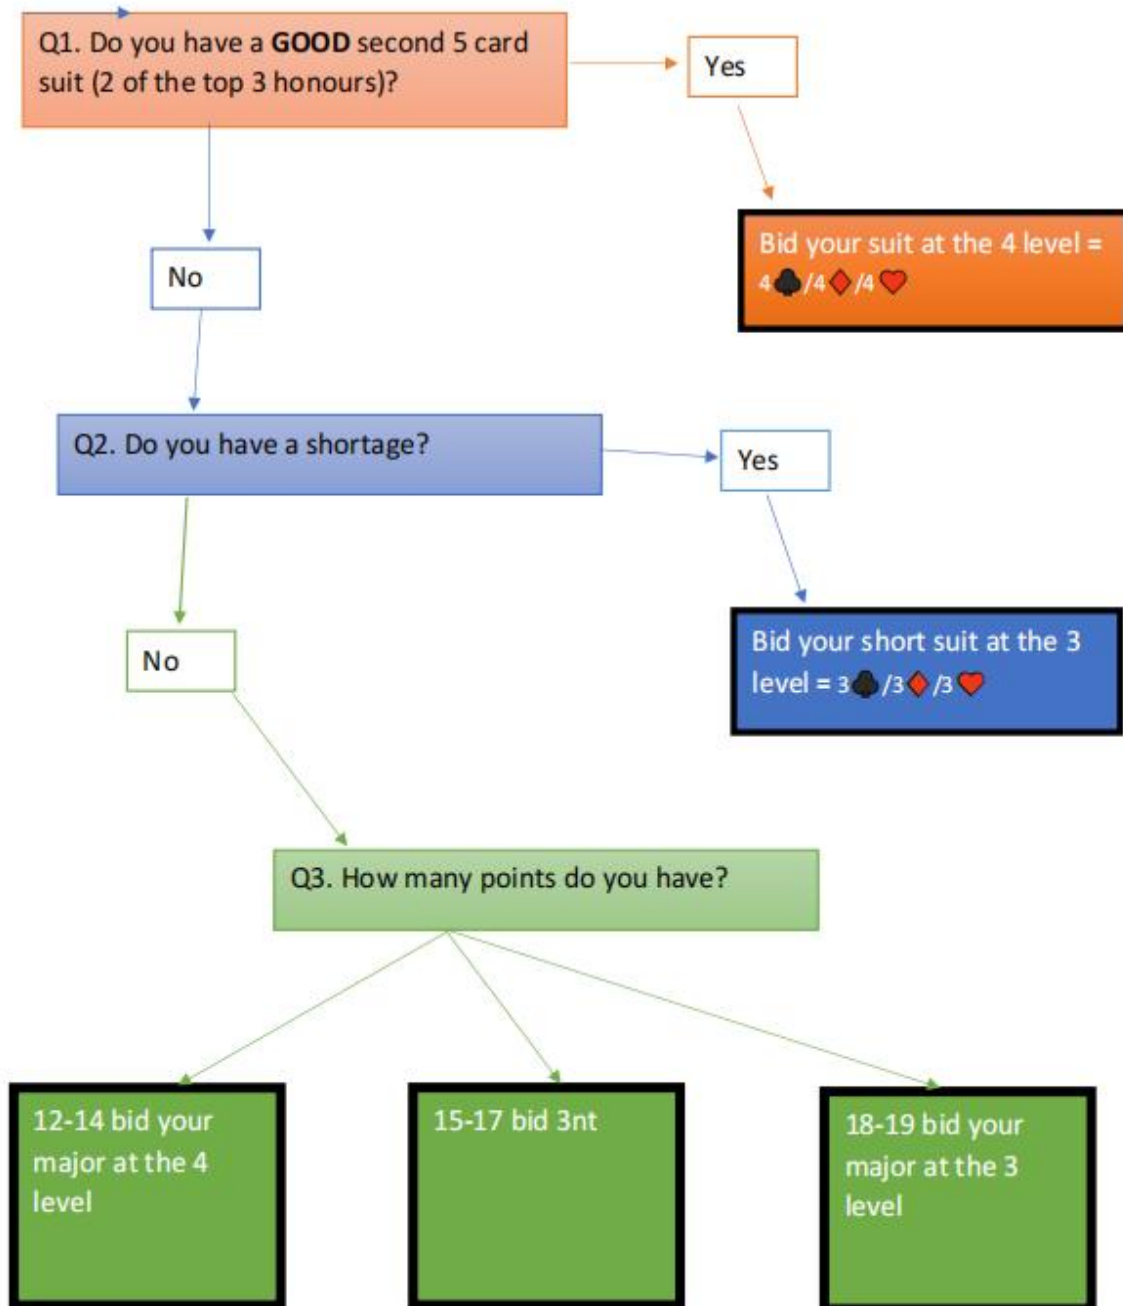 Q1. Do you have a GOOD second 5 card
suit (2 of the top 3 honours)?
Yes
Bid your suit at the 4 level =
4♣/4♦/4♥
No
Q2. Do you have a shortage?
Yes
Bid your short suit at the 3
level = 3♣/3♦/3♥
No
Q3. How many points do you have?
12-14 bid your
major at the 4
level
15-17 bid 3nt
18-19 bid your
major at the 3
level